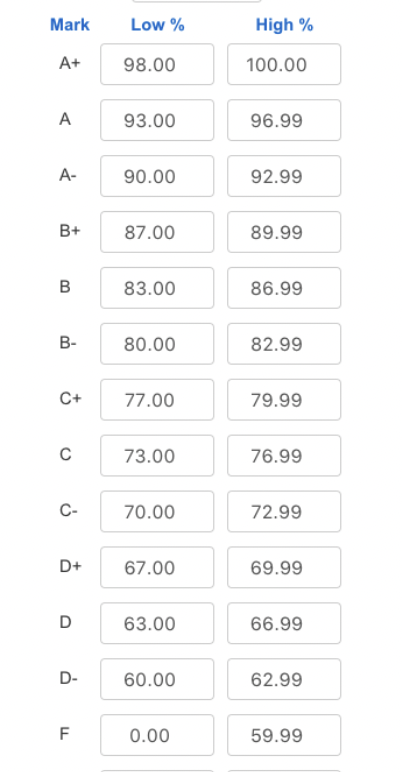 Mark Low % High %
A+ 98.00 100.00
A 93.00 96.99
A- 90.00 92.99
B+ 87.00 89.99
B 83.00 86.99
B- 80.00 82.99
C+ 77.00 79.99
C 73.00 76.99
C- 70.00 72.99
D+ 67.00 69.99
D 63.00 66.99
D- 60.00 62.99
F 0.00 59.99